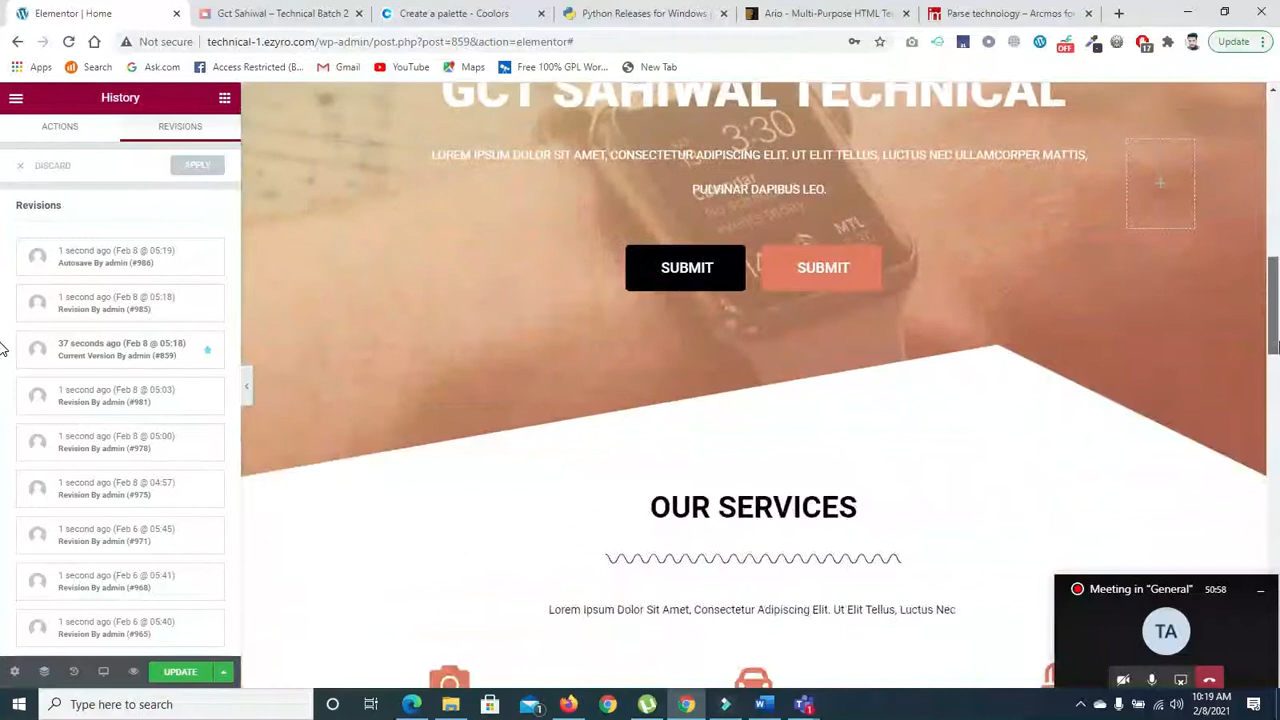 Revisions ‹ GCT Sahiwal Tec
GCT Sahiwal Technical Batch 2
Create a palette - Coolors
Python Releases for Windows
Ario - Multi-Purpose HTML Te
Parse technology – Arcmos for
Not secure
technical-1.ezyro.com/wp-admin/post.php?post=859&action=elementor#
OFF
17
Update
Apps
Search
Ask.com
Access Restricted (B...
Gmail
YouTube
Maps
Free 100% GPL Wor...
New Tab
History
ACTIONS
REVISIONS
DISCARD
APPLY
Revisions
1 second ago (Feb 8 @ 05:19)
Autosave By admin (#986)
1 second ago (Feb 8 @ 05:18)
Revision By admin (#985)
37 seconds ago (Feb 8 @ 05:18)
Current Version By admin (#859)
1 second ago (Feb 8 @ 05:03)
Revision By admin (#981)
1 second ago (Feb 8 @ 05:00)
Revision By admin (#978)
1 second ago (Feb 8 @ 04:57)
Revision By admin (#975)
1 second ago (Feb 6 @ 05:45)
Revision By admin (#971)
1 second ago (Feb 6 @ 05:41)
Revision By admin (#968)
1 second ago (Feb 6 @ 05:40)
Revision By admin (#965)
UPDATE
GCT SAHIWAL TECHNICAL
3:30
LOREM IPSUM DOLOR SIT AMET, CONSECTETUR ADIPISCING ELIT. UT ELIT TELLUS, LUCTUS NEC ULLAMCORPER MATTIS,
PULVINAR DAPIBUS LEO.
Calendar
MTL
SUBMIT
SUBMIT
OUR SERVICES
Lorem Ipsum Dolor Sit Amet, Consectetur Adipiscing Elit. Ut Elit Tellus, Luctus Nec
Meeting in "General"
50:58
TA
Type here to search
10:19 AM
2/8/2021